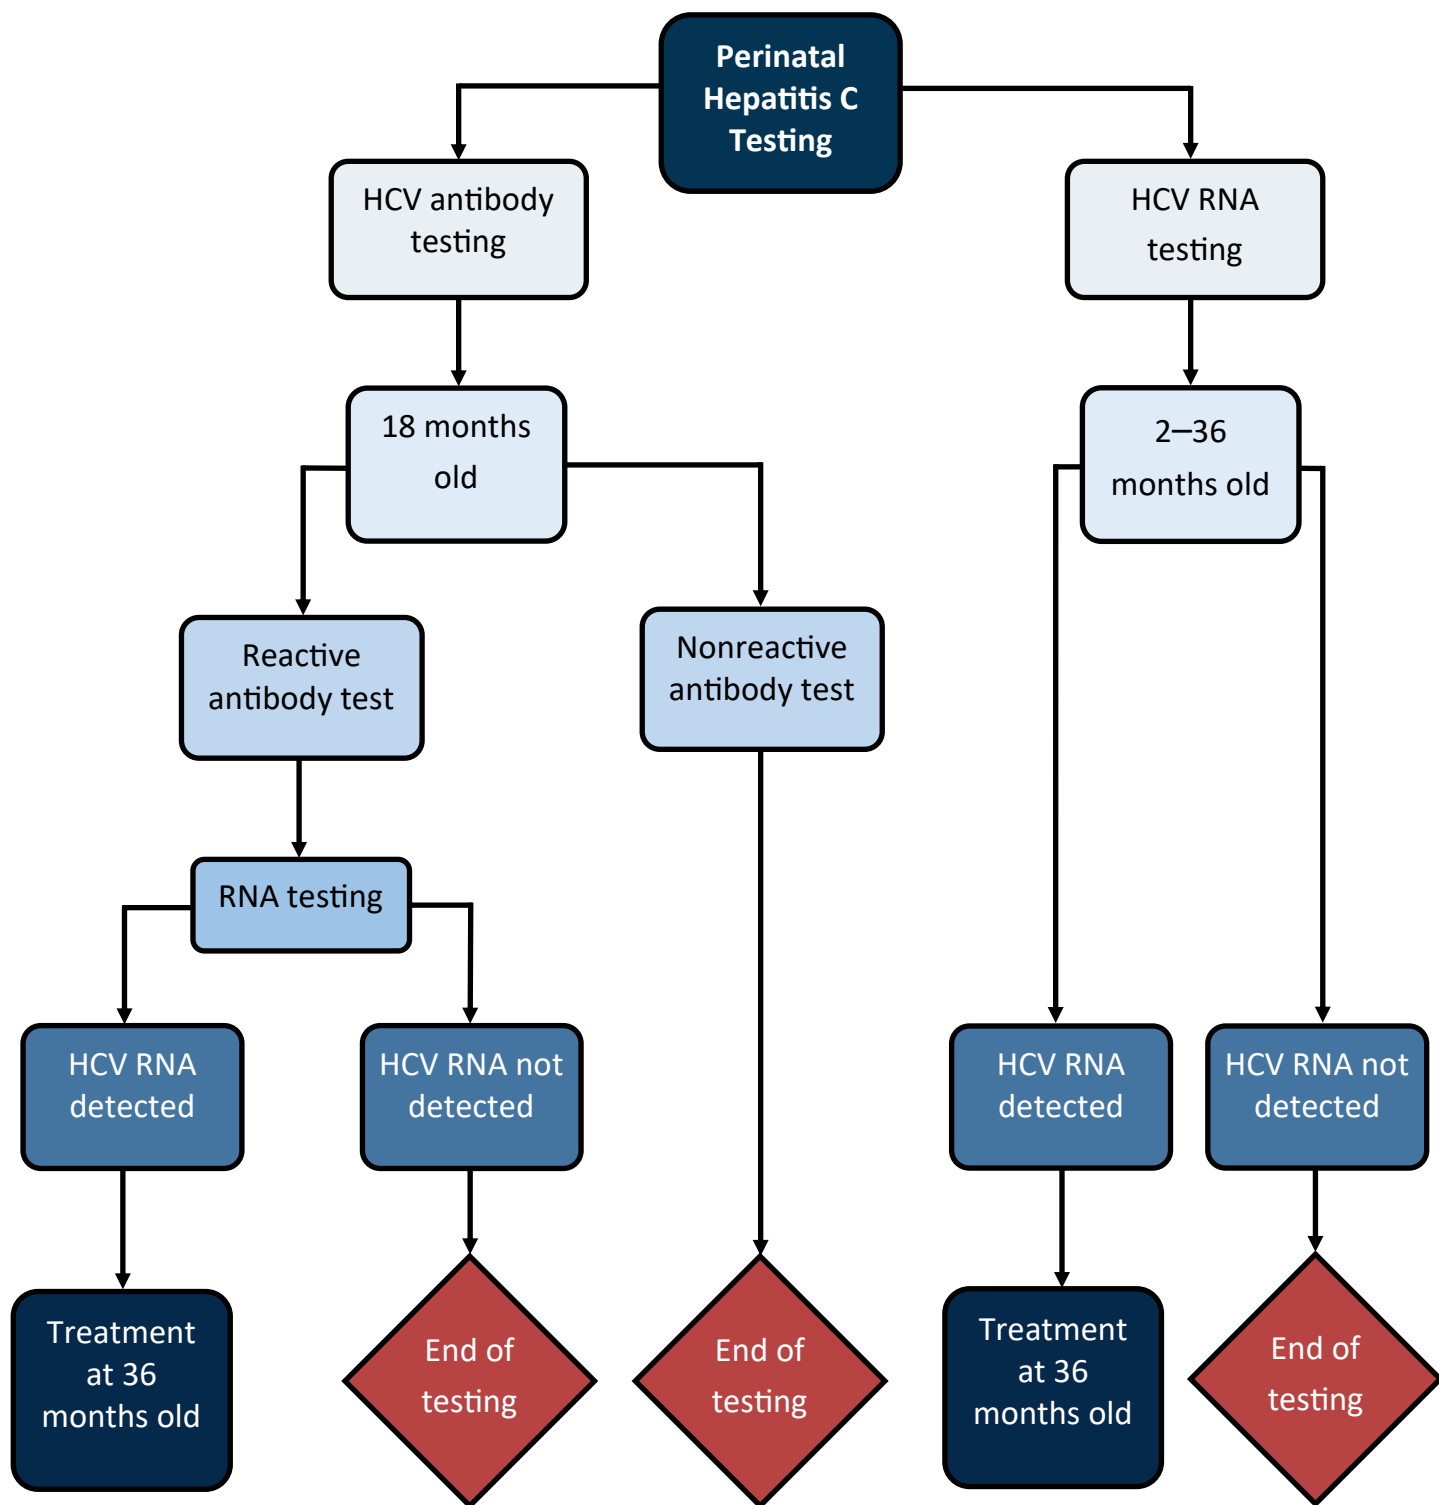 Perinatal
Hepatitis C
Testing
HCV antibody
testing
HCV RNA
testing
18 months
old
2–36
months old
Reactive
antibody test
Nonreactive
antibody test
RNA testing
HCV RNA
detected
HCV RNA not
detected
HCV RNA
detected
HCV RNA not
detected
Treatment
at 36
months old
End of
testing
End of
testing
Treatment
at 36
months old
End of
testing